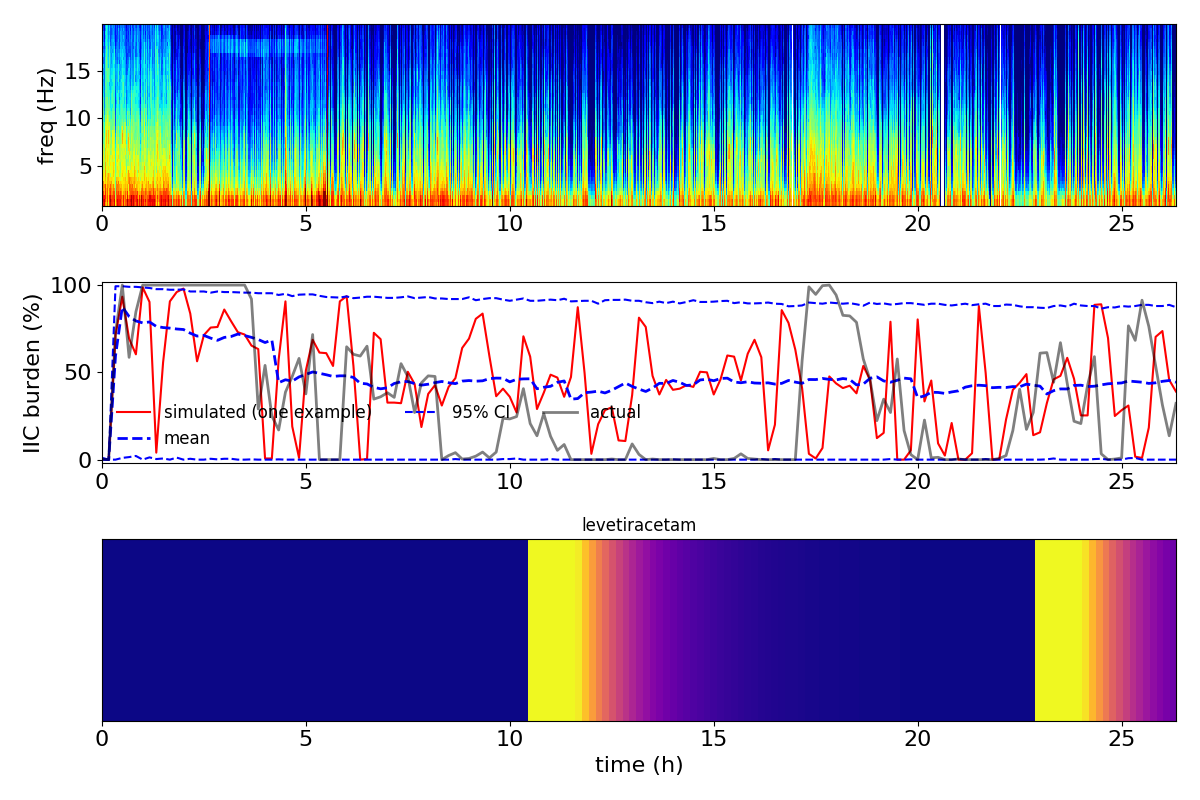 freq (Hz)
15
10
5
0 5 10 15 20 25
IIC burden (%)
100
50
0
simulated (one example) 95% CI actual
mean
0 5 10 15 20 25
levetiracetam
0 5 10 15 20 25
time (h)